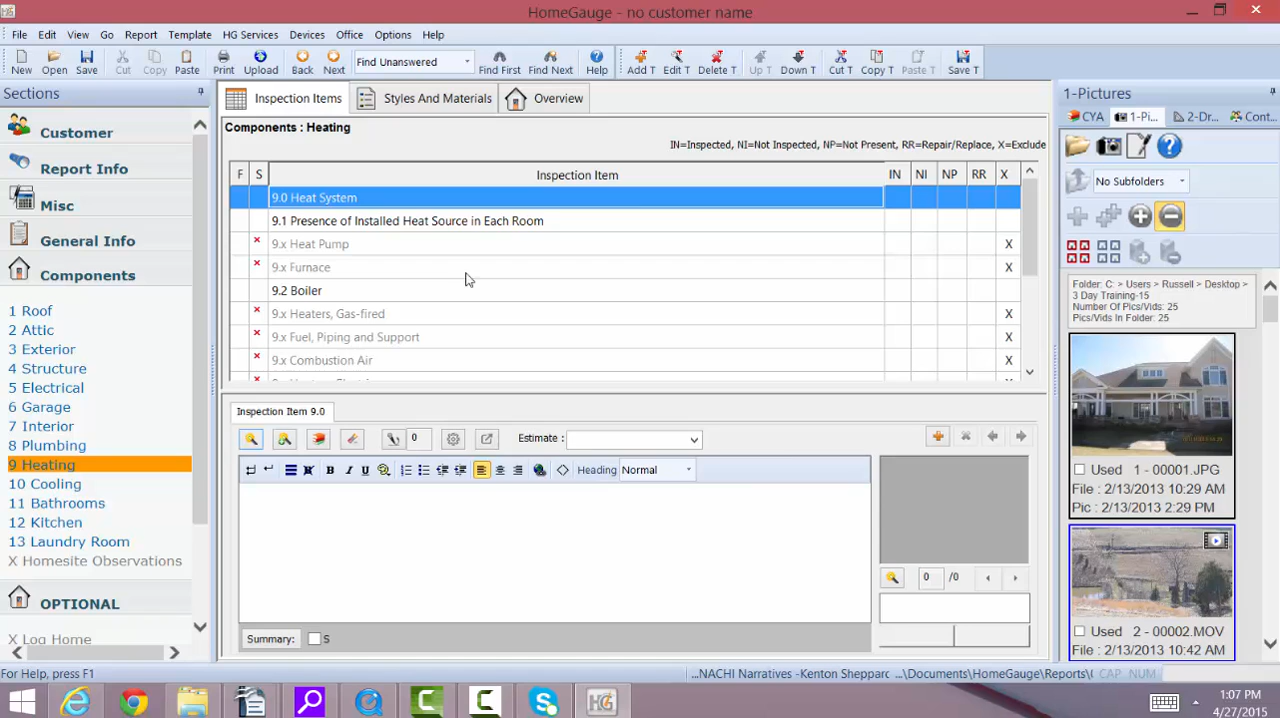 HomeGauge - no customer name
File Edit View Go Report Template HG Services Devices Office Options Help
New Open Save Cut Copy Paste Print Upload Back Next Find Unanswered Find First Find Next Help Add T Edit T Delete T Up T Down T Cut T Copy T Paste T Save T
Sections
Customer
Report Info
Misc
General Info
Components
1 Roof
2 Attic
3 Exterior
4 Structure
5 Electrical
6 Garage
7 Interior
8 Plumbing
9 Heating
10 Cooling
11 Bathrooms
12 Kitchen
13 Laundry Room
X Homesite Observations
OPTIONAL
X Log Home
Inspection Items Styles And Materials Overview
Components : Heating
IN=Inspected, NI=Not Inspected, NP=Not Present, RR=Repair/Replace, X=Exclude
F S Inspection Item IN NI NP RR X
9.0 Heat System
9.1 Presence of Installed Heat Source in Each Room
9.x Heat Pump X
9.x Furnace X
9.2 Boiler
9.x Heaters, Gas-fired X
9.x Fuel, Piping and Support X
9.x Combustion Air X
Inspection Item 9.0
0 Estimate :
B I U Heading Normal
0 /0
Summary: S
1-Pictures
CYA 1-Pi... 2-Dr... Cont...
No Subfolders
Folder: C: > Users > Russell > Desktop >
3 Day Training-15
Number Of Pics/Vids: 25
Pics/Vids In Folder: 25
Used 1 - 00001.JPG
File : 2/13/2013 10:29 AM
Pic : 2/13/2013 2:29 PM
Used 2 - 00002.MOV
File : 2/13/2013 10:42 AM
For Help, press F1
...NACHI Narratives -Kenton Sheppard ...\Documents\HomeGauge\Reports\ CAP NUM
1:07 PM
4/27/2015